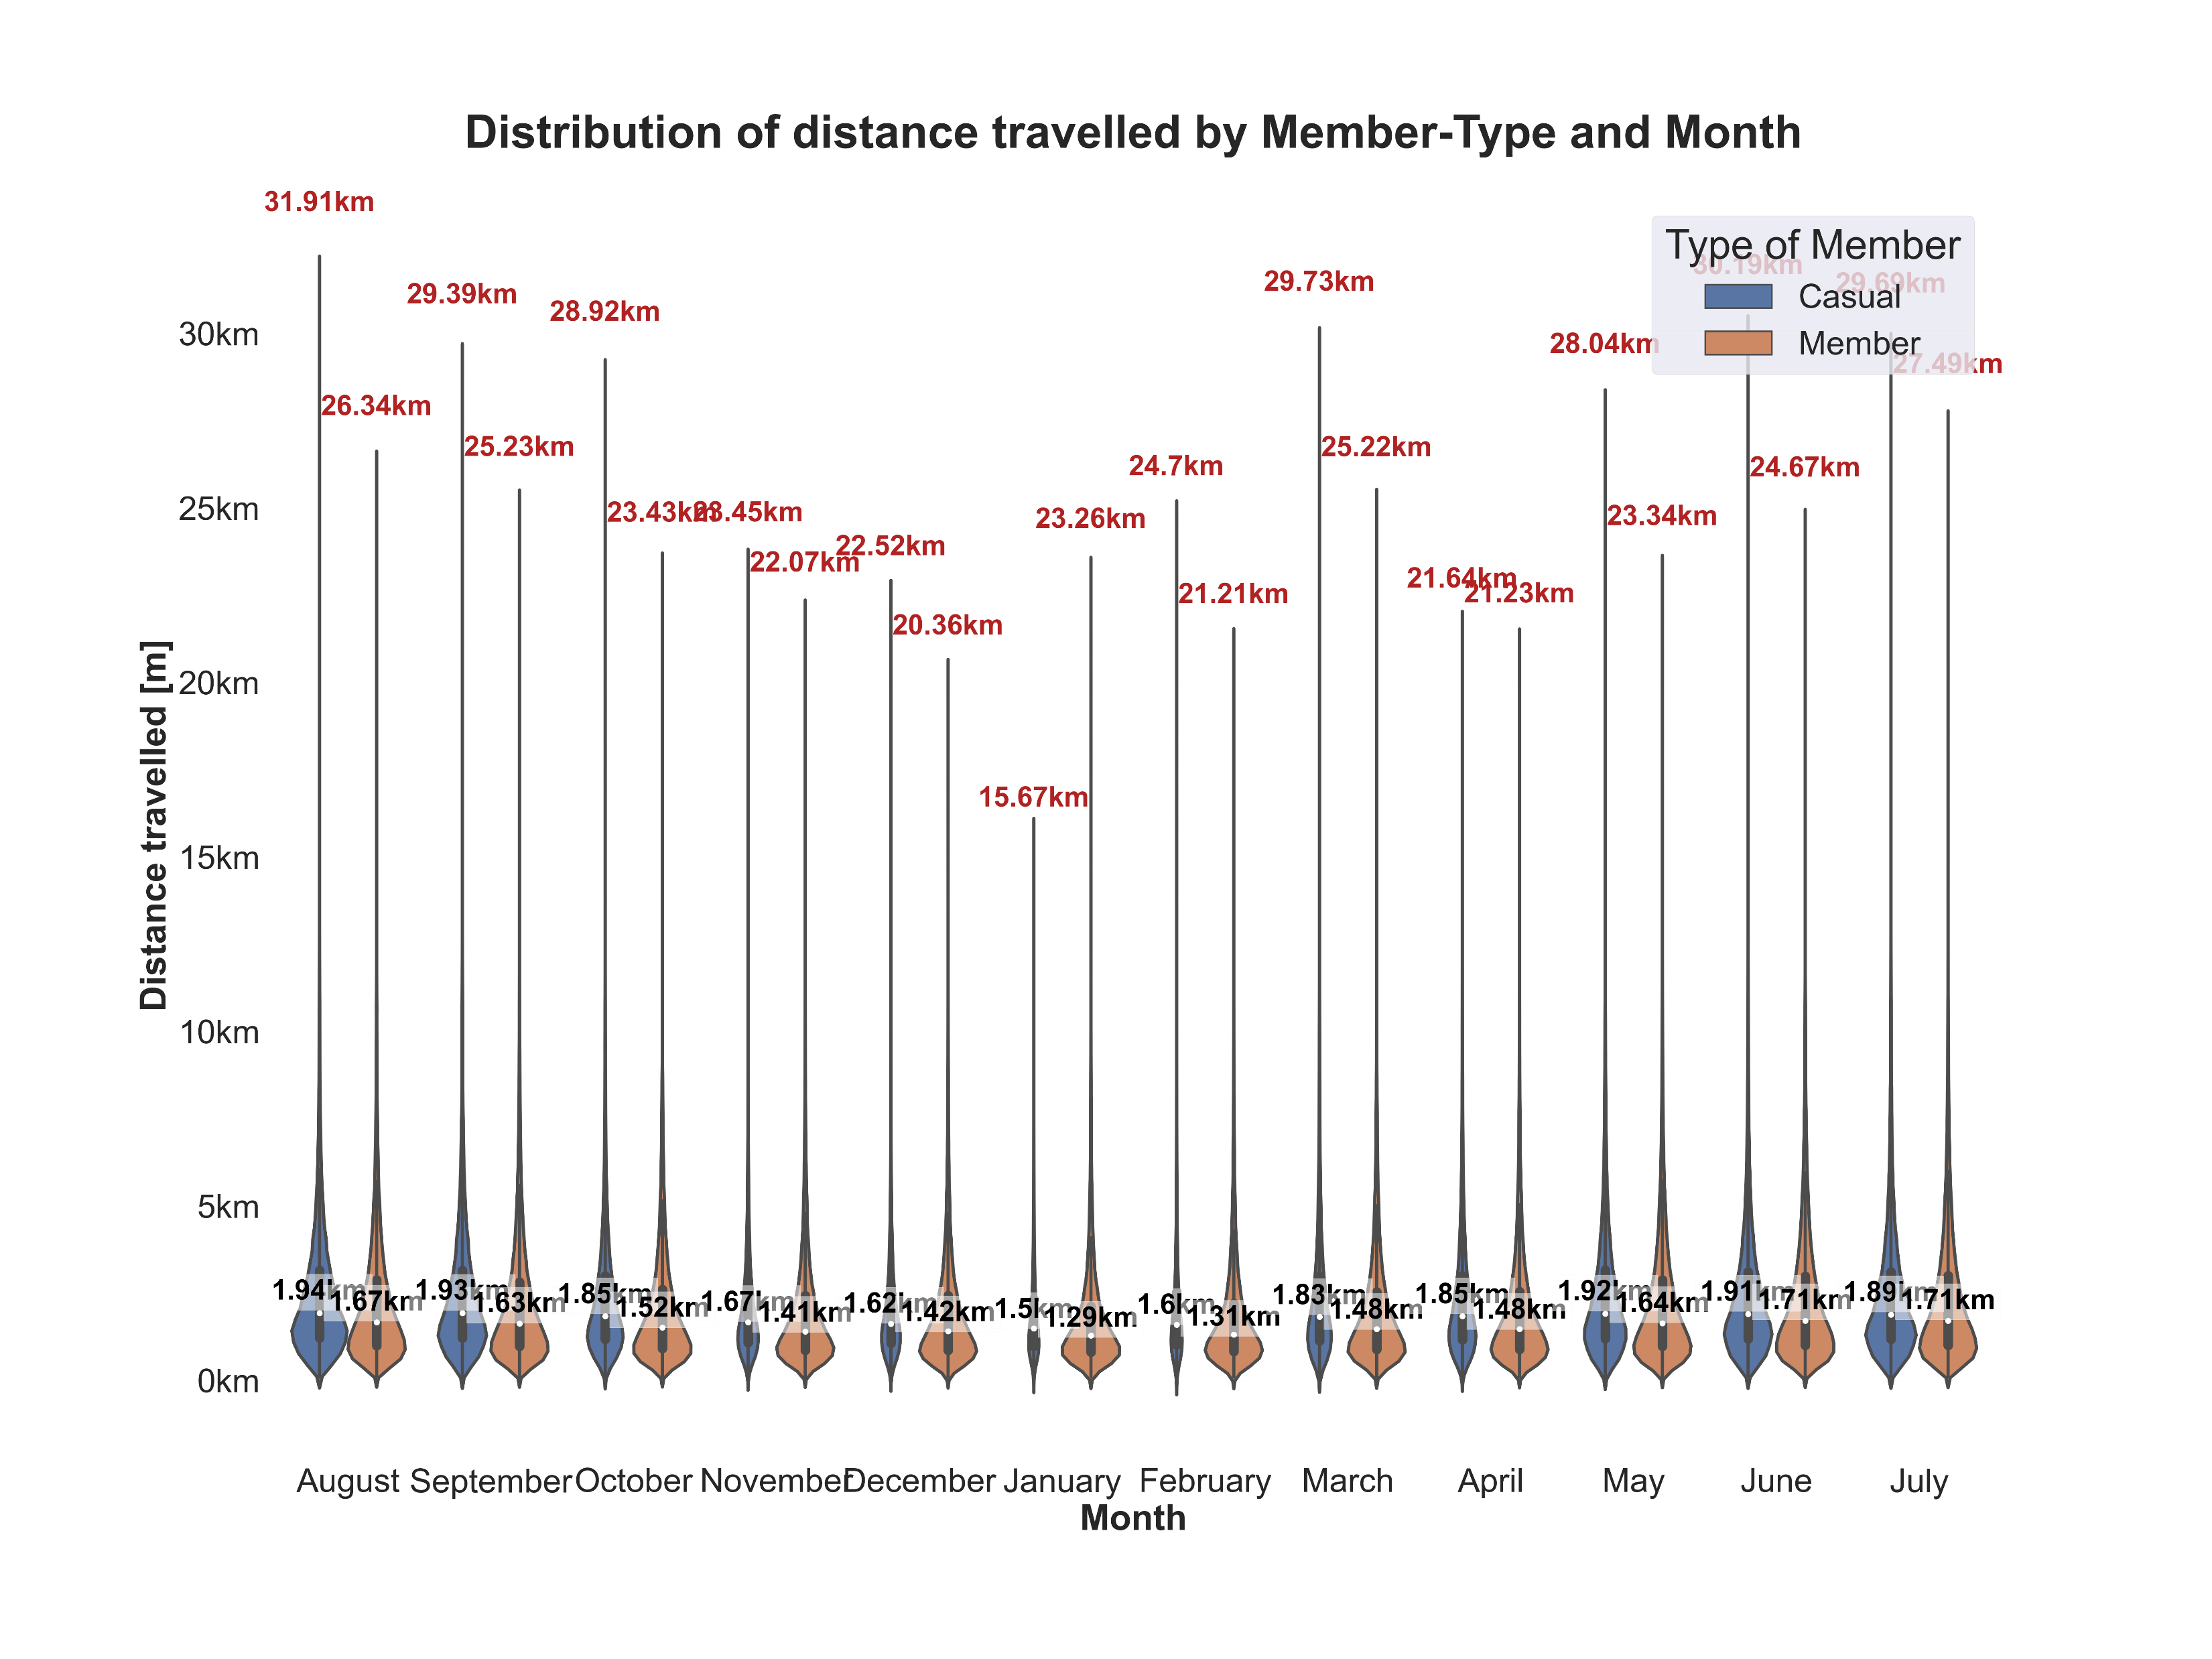 Distribution of distance travelled by Member-Type and Month
31.91km
26.34km
29.39km
25.23km
28.92km
23.43km
23.45km
22.07km
22.52km
20.36km
15.67km
23.26km
24.7km
21.21km
29.73km
25.22km
21.64km
21.23km
28.04km
23.34km
30.19km
24.67km
29.69km
27.49km
Type of Member
Casual
Member
30km
25km
20km
15km
10km
5km
0km
Distance travelled [m]
1.94km
1.67km
1.93km
1.63km
1.85km
1.52km
1.67km
1.41km
1.62km
1.42km
1.5km
1.29km
1.6km
1.31km
1.83km
1.48km
1.85km
1.48km
1.92km
1.64km
1.91km
1.71km
1.89km
1.71km
August
September
October
November
December
January
February
March
April
May
June
July
Month